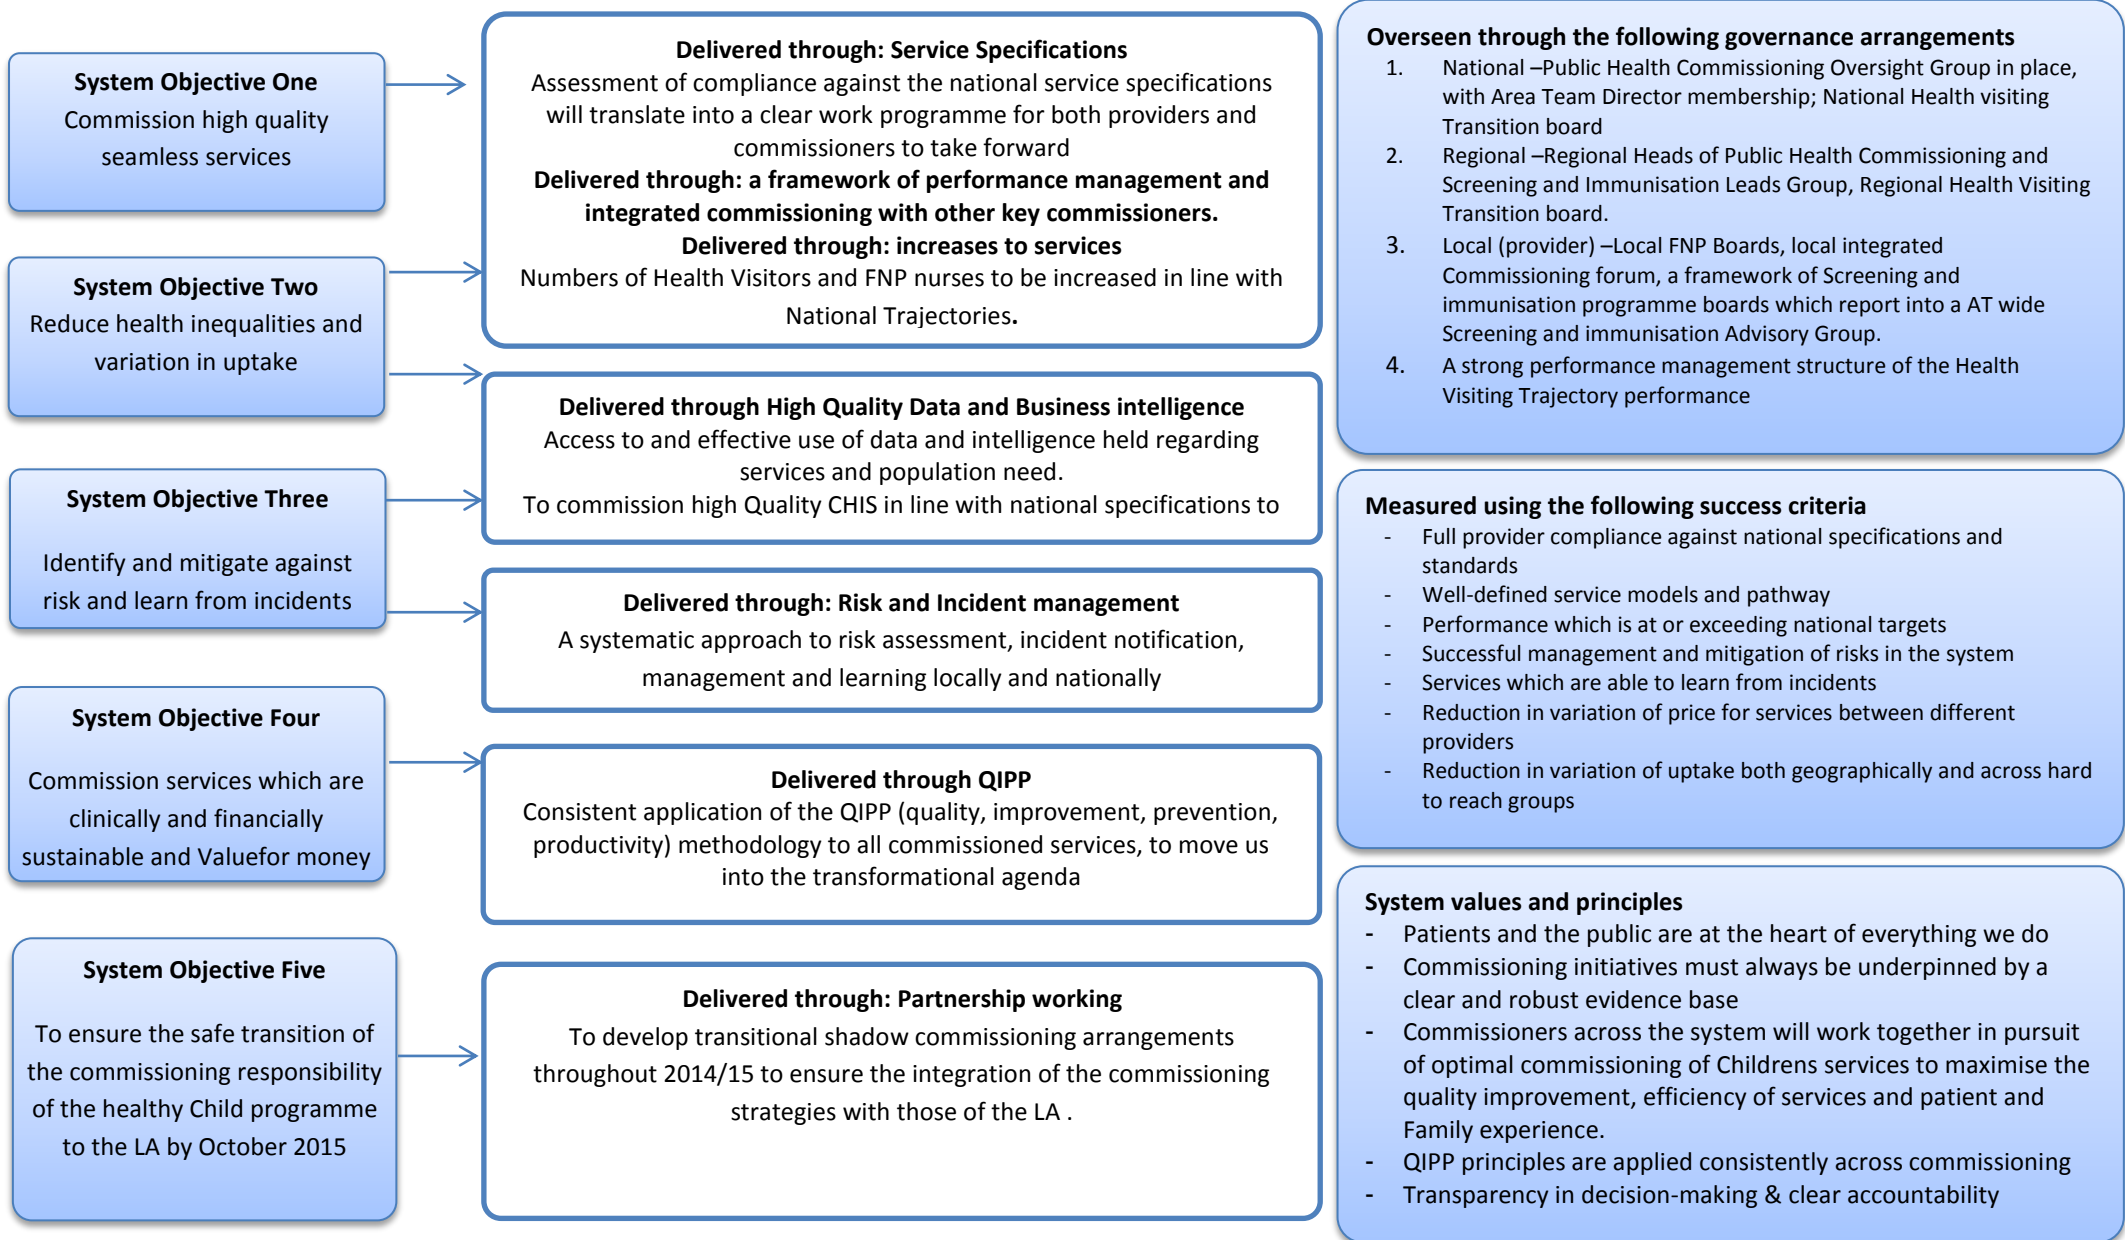 System Objective One
Commission high quality
seamless services
System Objective Two
Reduce health inequalities and
variation in uptake
System Objective Three
Identify and mitigate against
risk and learn from incidents
System Objective Four
Commission services which are
clinically and financially
sustainable and Valuefor money
System Objective Five
To ensure the safe transition of
the commissioning responsibility
of the healthy Child programme
to the LA by October 2015
Delivered through: Service Specifications
Assessment of compliance against the national service specifications
will translate into a clear work programme for both providers and
commissioners to take forward
Delivered through: a framework of performance management and
integrated commissioning with other key commissioners.
Delivered through: increases to services
Numbers of Health Visitors and FNP nurses to be increased in line with
National Trajectories.
Delivered through High Quality Data and Business intelligence
Access to and effective use of data and intelligence held regarding
services and population need.
To commission high Quality CHIS in line with national specifications to
Delivered through: Risk and Incident management
A systematic approach to risk assessment, incident notification,
management and learning locally and nationally
Delivered through QIPP
Consistent application of the QIPP (quality, improvement, prevention,
productivity) methodology to all commissioned services, to move us
into the transformational agenda
Delivered through: Partnership working
To develop transitional shadow commissioning arrangements
throughout 2014/15 to ensure the integration of the commissioning
strategies with those of the LA .
Overseen through the following governance arrangements
1. National –Public Health Commissioning Oversight Group in place,
with Area Team Director membership; National Health visiting
Transition board
2. Regional –Regional Heads of Public Health Commissioning and
Screening and Immunisation Leads Group, Regional Health Visiting
Transition board.
3. Local (provider) –Local FNP Boards, local integrated
Commissioning forum, a framework of Screening and
immunisation programme boards which report into a AT wide
Screening and immunisation Advisory Group.
4. A strong performance management structure of the Health
Visiting Trajectory performance
Measured using the following success criteria
- Full provider compliance against national specifications and
standards
- Well-defined service models and pathway
- Performance which is at or exceeding national targets
- Successful management and mitigation of risks in the system
- Services which are able to learn from incidents
- Reduction in variation of price for services between different
providers
- Reduction in variation of uptake both geographically and across hard
to reach groups
System values and principles
- Patients and the public are at the heart of everything we do
- Commissioning initiatives must always be underpinned by a
clear and robust evidence base
- Commissioners across the system will work together in pursuit
of optimal commissioning of Childrens services to maximise the
quality improvement, efficiency of services and patient and
Family experience.
- QIPP principles are applied consistently across commissioning
- Transparency in decision-making & clear accountability